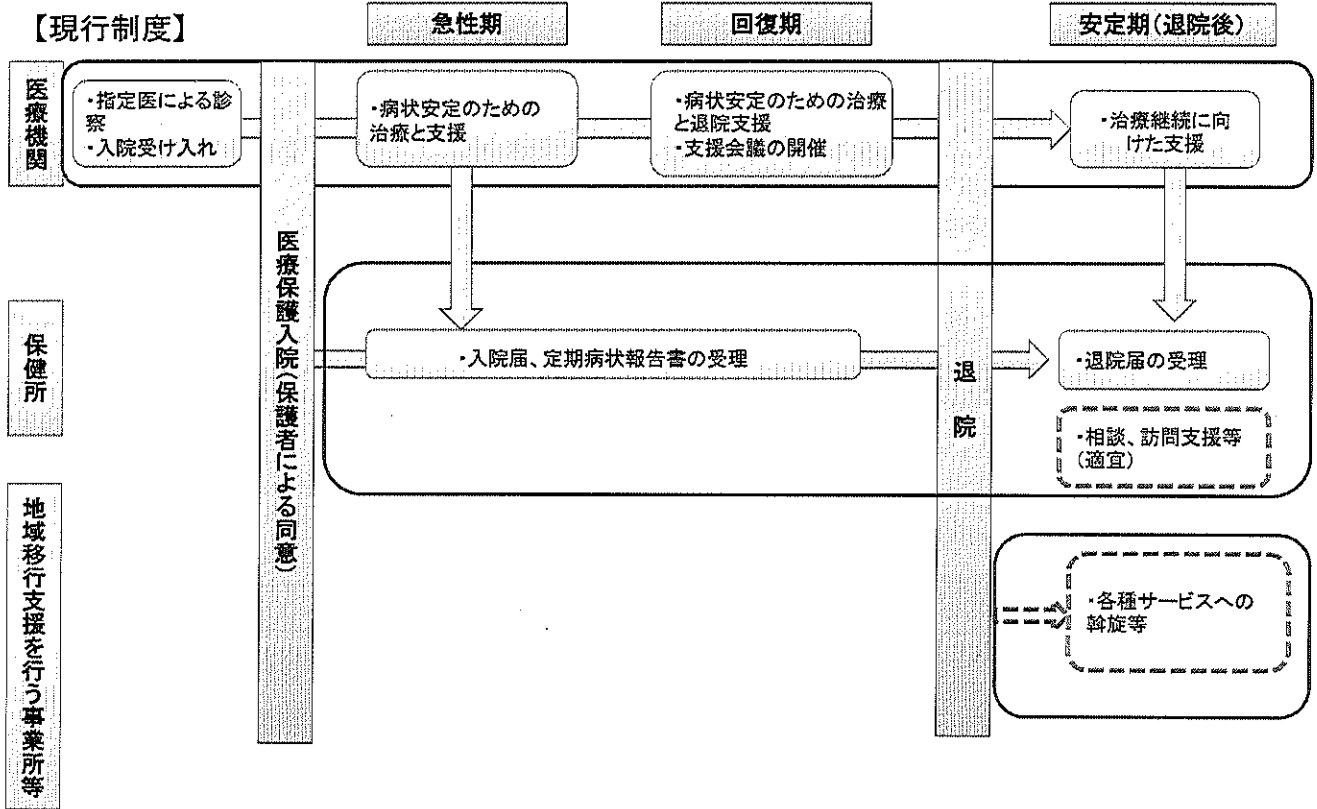 【現行制度】
急性期
回復期
安定期(退院後)
医療機関
・指定医による診
察
・入院受け入れ
・病状安定のための
治療と支援
・病状安定のための治療
と退院支援
・支援会議の開催
・治療継続に向
けた支援
医療保護入院(保護者による同意)
退院
保健所
・入院届、定期病状報告書の受理
・退院届の受理
・相談、訪問支援等
(適宜)
地域移行支援を行う事業所等
・各種サービスへの
斡旋等